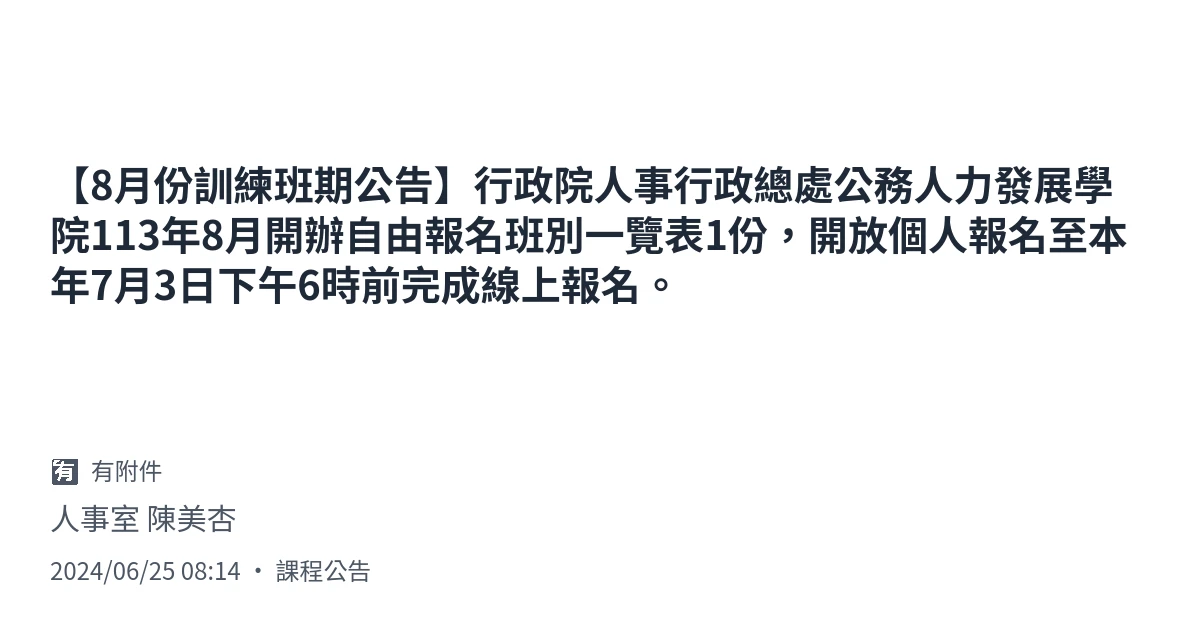 【8月份訓練班期公告】行政院人事行政總處公務人力發展學
院113年8月開辦自由報名班別一覽表1份，開放個人報名至本
年7月3日下午6時前完成線上報名。
有 有附件
人事室 陳美杏
2024/06/25 08:14 • 課程公告